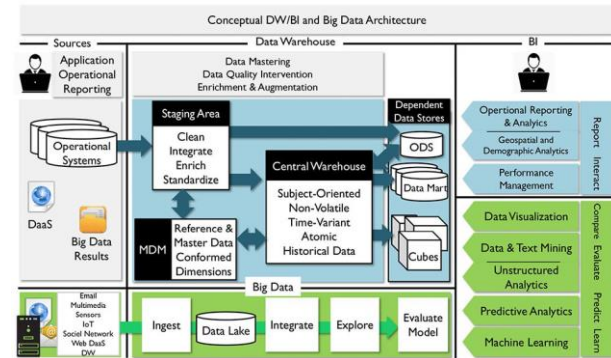 Conceptual DW/BI and Big Data Architecture
Sources
Application
Operational
Reporting
Operational
Systems
DaaS
Big Data
Results
Data Warehouse
Data Mastering
Data Quality Intervention
Enrichment & Augmentation
Staging Area
Clean
Integrate
Enrich
Standardize
MDM
Reference &
Master Data
Conformed
Dimensions
Central Warehouse
Subject-Oriented
Non-Volatile
Time-Variant
Atomic
Historical Data
Dependent
Data Stores
ODS
Data Mart
Cubes
BI
Opertional Reporting
& Analyics
Geospatial and
Demographic Analytics
Performance
Management
Report Interact
Data Visualization
Data & Text Mining
Unstructured
Analytics
Predictive Analytics
Machine Learning
Compare Evaluate Predict Learn
Big Data
Email
Multimedia
Sensors
IoT
Sociel Network
Web DaaS
DW
Ingest
Data Lake
Integrate
Explore
Evaluate
Model